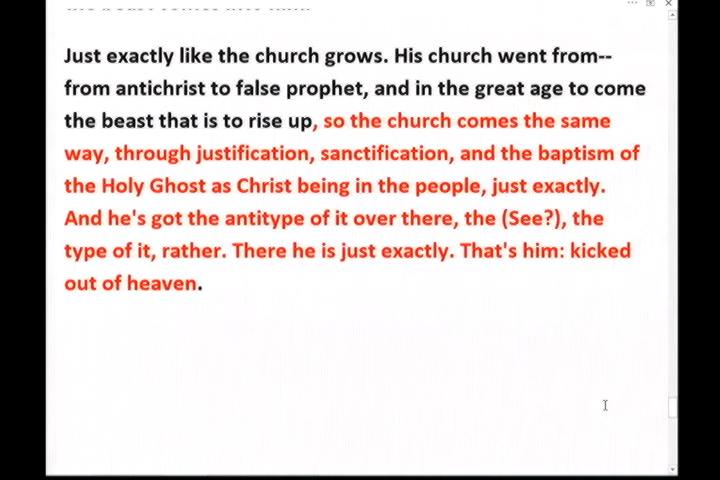 Just exactly like the church grows. His church went from--
from antichrist to false prophet, and in the great age to come
the beast that is to rise up, so the church comes the same
way, through justification, sanctification, and the baptism of
the Holy Ghost as Christ being in the people, just exactly.
And he's got the antitype of it over there, the (See?), the
type of it, rather. There he is just exactly. That's him: kicked
out of heaven.